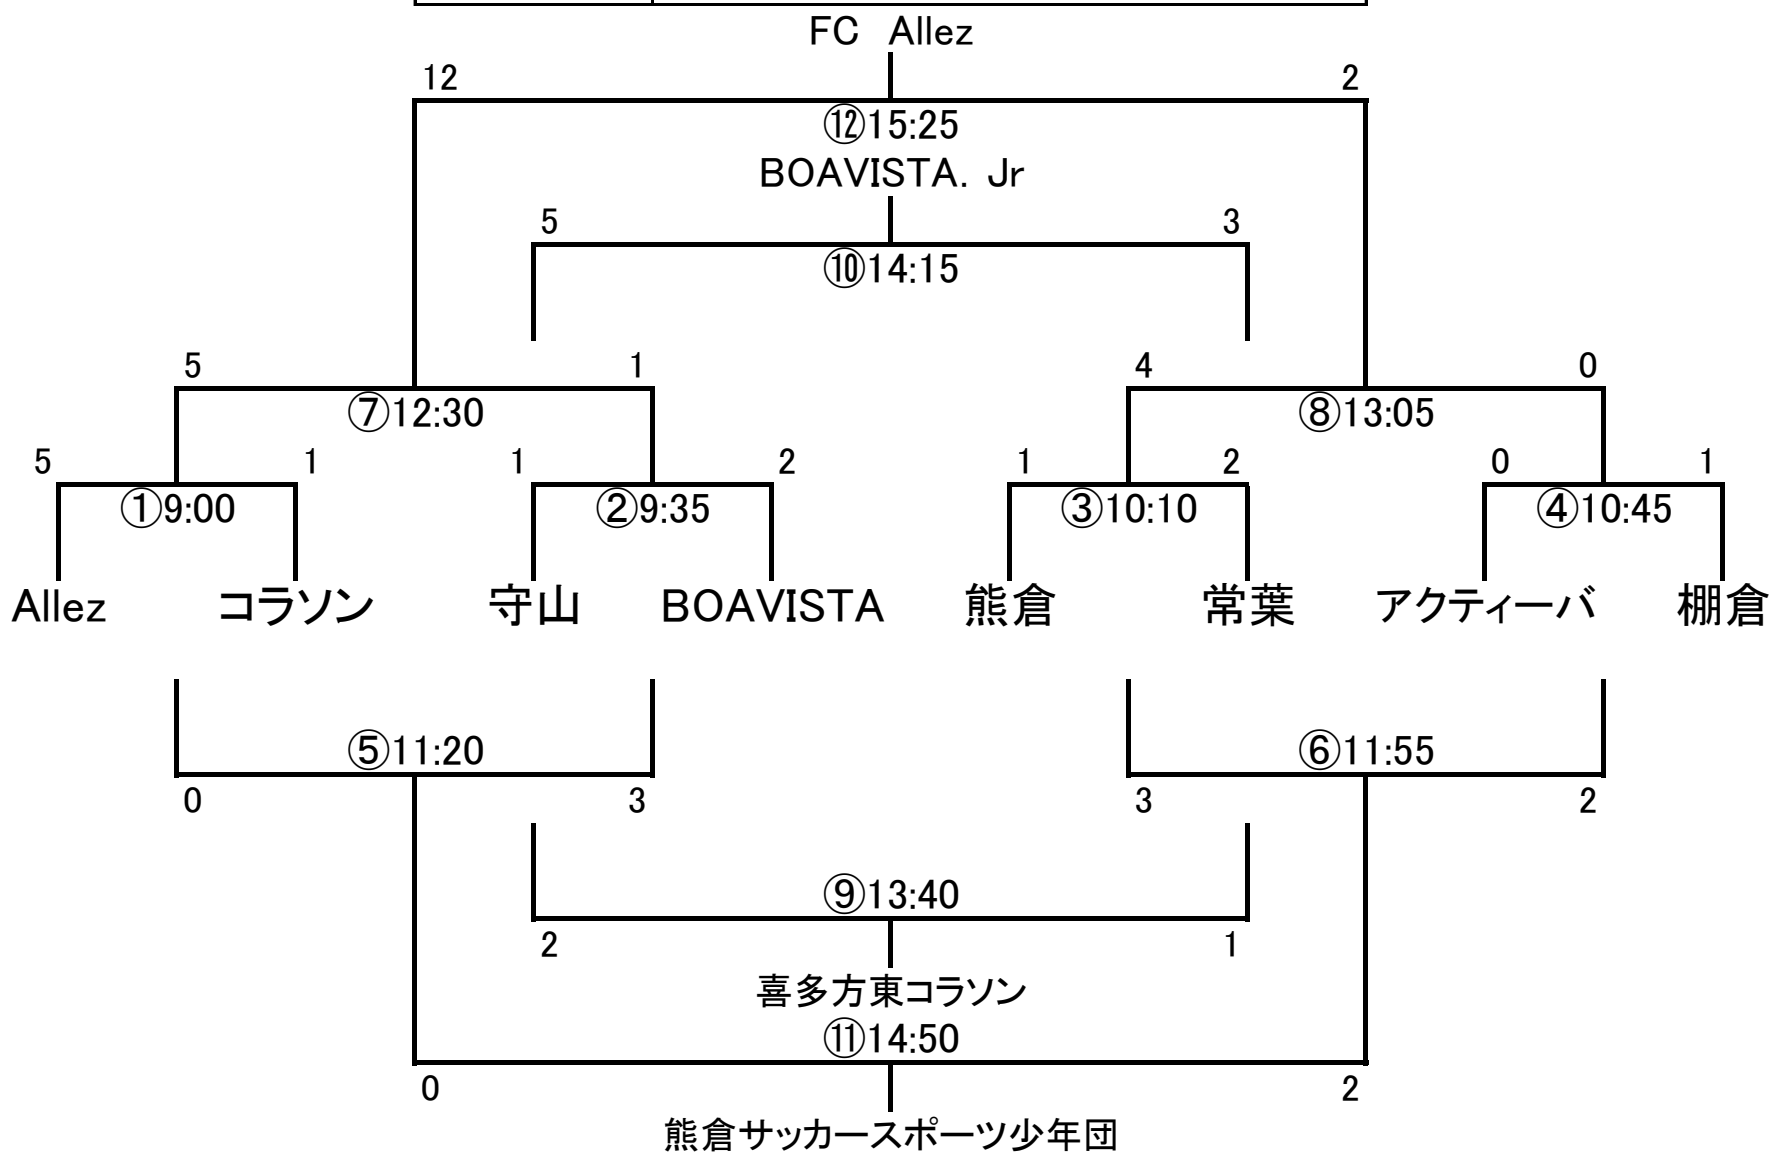 FC Allez
12 2
⑫15:25
BOAVISTA. Jr
5 3
⑩14:15
5 1 4 0
⑦12:30 ⑧13:05
5 1 1 2 1 2 0 1
①9:00 ②9:35 ③10:10 ④10:45
Allez コラソン 守山 BOAVISTA 熊倉 常葉 アクティーバ 棚倉
⑤11:20 ⑥11:55
0 3 3 2
⑨13:40
2 1
喜多方東コラソン
⑪14:50
0 2
熊倉サッカースポーツ少年団